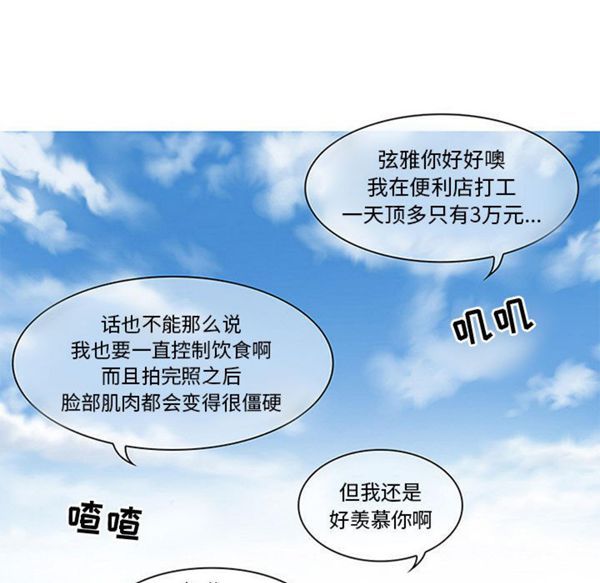 弦雅你好好噢
我在便利店打工
一天顶多只有3万元...
叽叽
话也不能那么说
我也要一直控制饮食啊
而且拍完照之后
脸部肌肉都会变得很僵硬
但我还是
好羡慕你啊
喳喳